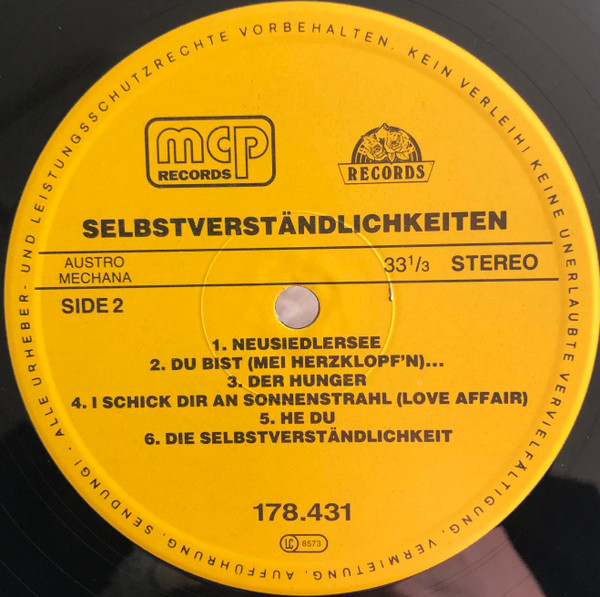 ALLE URHEBER- UND LEISTUNGSSCHUTZRECHTE VORBEHALTEN. KEIN VERLEIH! KEINE UNERLAUBTE VERVIELFÄLTIGUNG, VERMIETUNG, AUFFÜHRUNG, SENDUNG! ·
mcp
RECORDS
RECORDS
SELBSTVERSTÄNDLICHKEITEN
AUSTRO
MECHANA
33 1/3 STEREO
SIDE 2
1. NEUSIEDLERSEE
2. DU BIST (MEI HERZKLOPF'N)...
3. DER HUNGER
4. I SCHICK DIR AN SONNENSTRAHL (LOVE AFFAIR)
5. HE DU
6. DIE SELBSTVERSTÄNDLICHKEIT
178.431
LC 8573